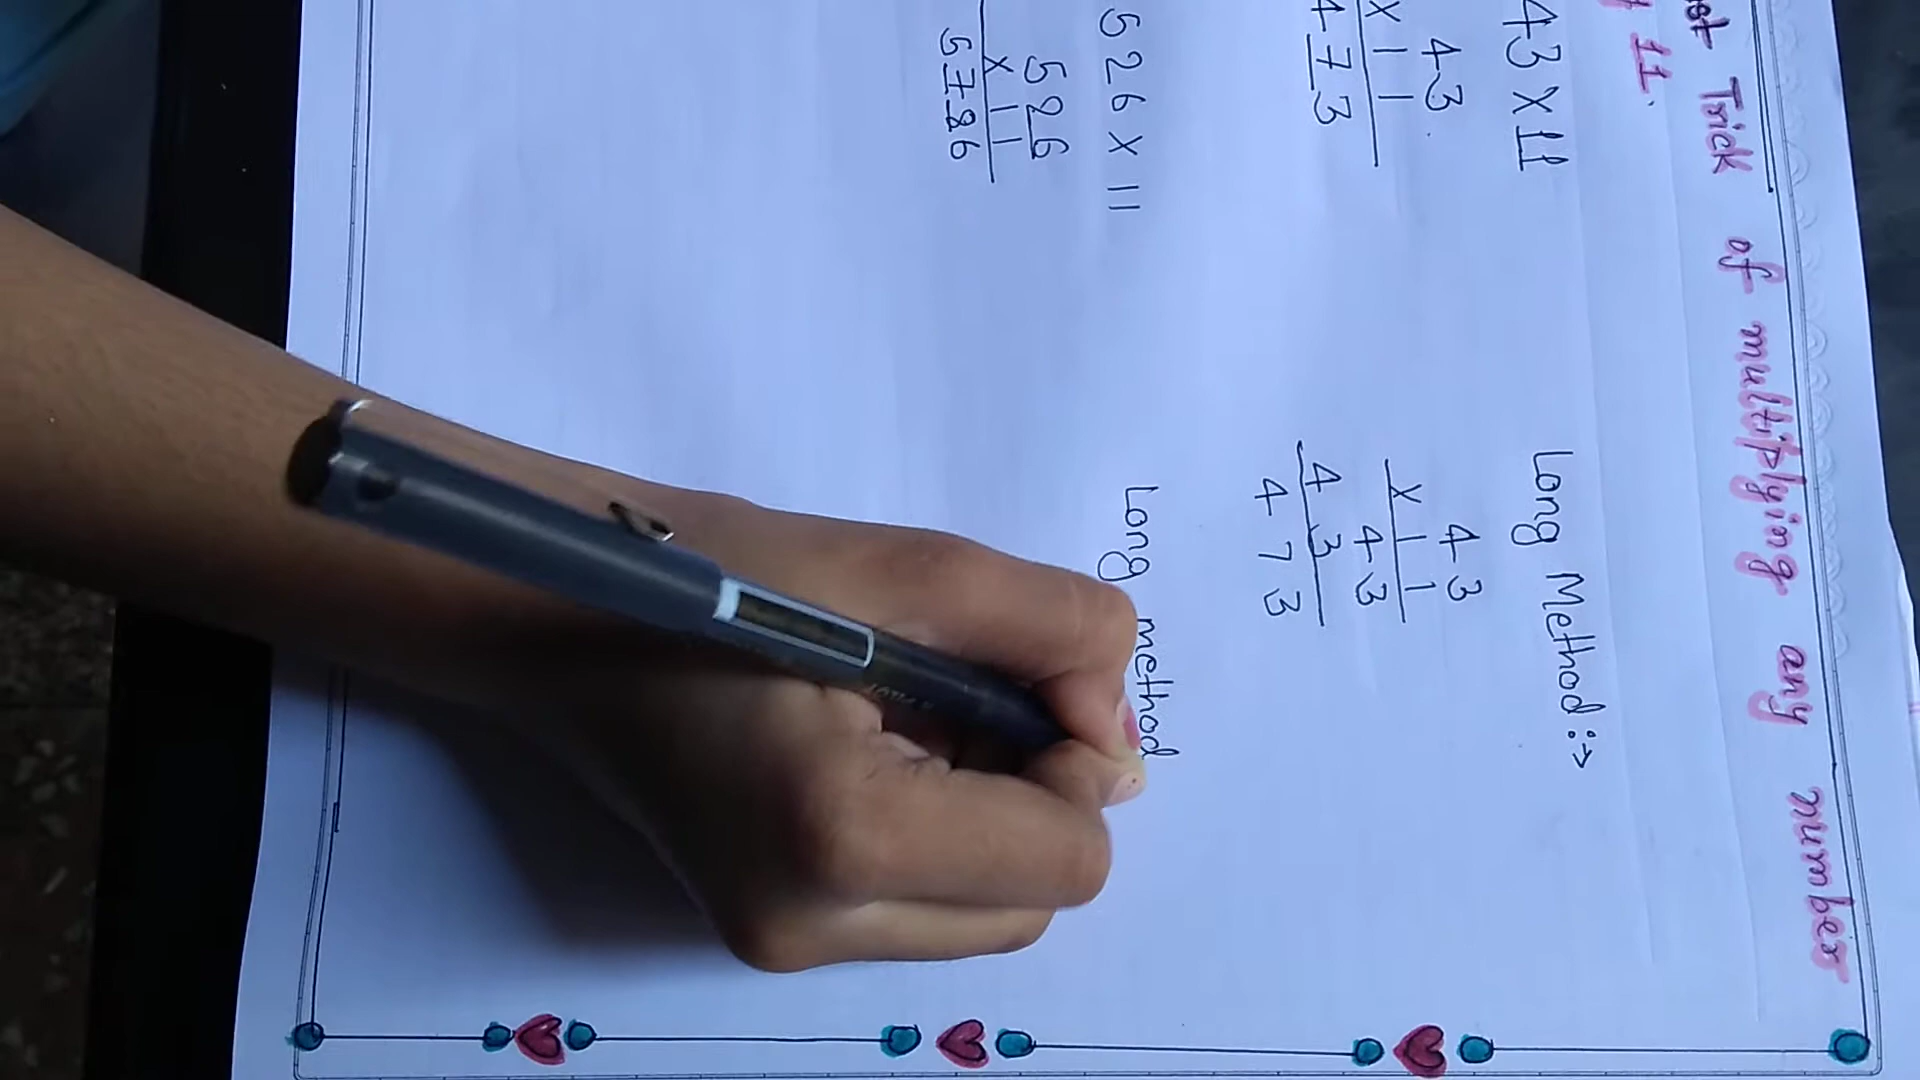 Trick of multiplying any number
11.
43 X 11
43
X 11
473
Long Method :->
43
X 11
43
43
473
526 X 11
526
X 11
5786
Long method